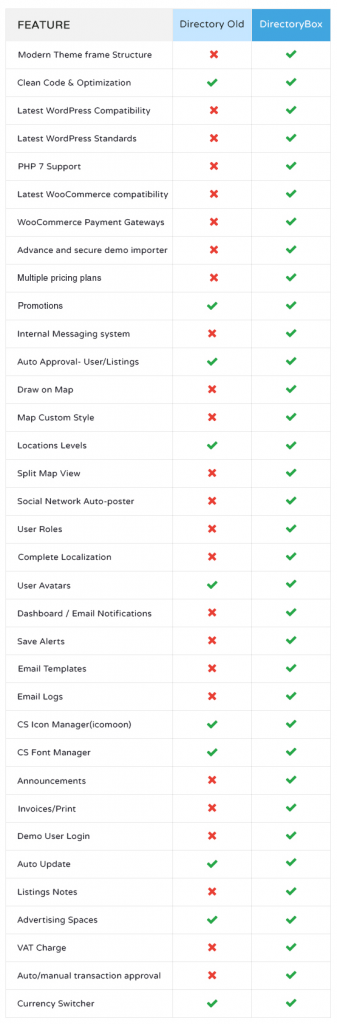 FEATURE Directory Old DirectoryBox
Modern Theme frame Structure
Clean Code & Optimization
Latest WordPress Compatibility
Latest WordPress Standards
PHP 7 Support
Latest WooCommerce compatibility
WooCommerce Payment Gateways
Advance and secure demo importer
Multiple pricing plans
Promotions
Internal Messaging system
Auto Approval- User/Listings
Draw on Map
Map Custom Style
Locations Levels
Split Map View
Social Network Auto-poster
User Roles
Complete Localization
User Avatars
Dashboard / Email Notifications
Save Alerts
Email Templates
Email Logs
CS Icon Manager(icomoon)
CS Font Manager
Announcements
Invoices/Print
Demo User Login
Auto Update
Listings Notes
Advertising Spaces
VAT Charge
Auto/manual transaction approval
Currency Switcher